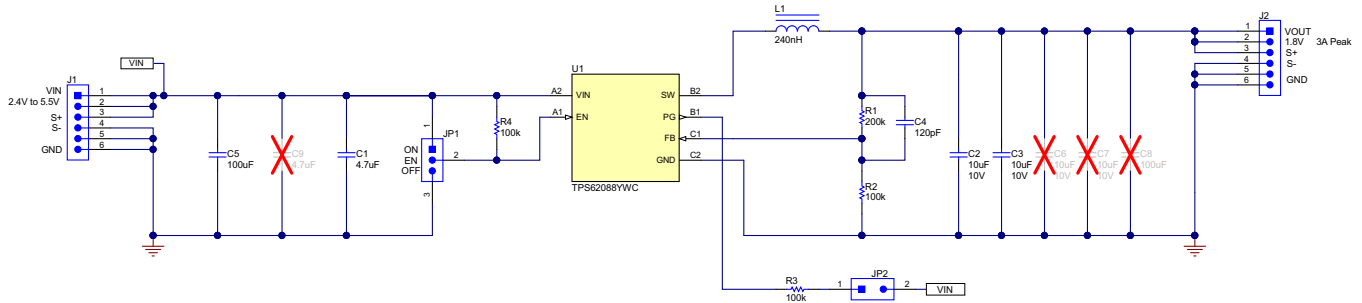 L1
240nH
J2
1
VOUT
2
1.8V
3A Peak
3
S+
4
S-
5
6
GND
VIN
J1
VIN
1
2.4V to 5.5V
2
S+
3
S-
4
5
GND
6
U1
A2
VIN
SW
B2
A1
EN
PG
B1
FB
C1
GND
C2
TPS62088YWC
C5
100uF
C9
4.7uF
C1
4.7uF
1
JP1
ON
EN
2
OFF
3
R4
100k
R1
200k
C4
120pF
R2
100k
C2
10uF
10V
C3
10uF
10V
C6
10uF
10V
C7
10uF
10V
C8
100uF
R3
100k
JP2
1
2
VIN